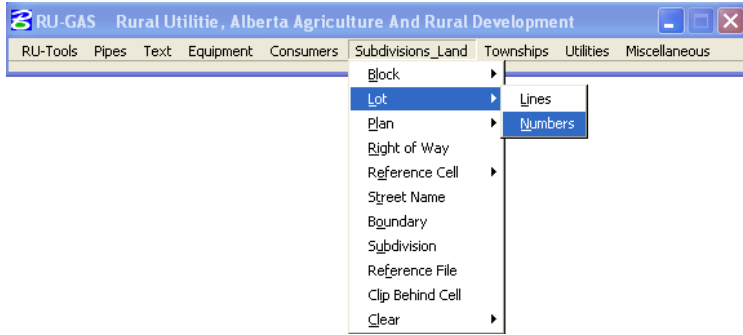 RU-GAS Rural Utilitie, Alberta Agriculture And Rural Development
RU-Tools Pipes Text Equipment Consumers Subdivisions_Land Townships Utilities Miscellaneous
Block
Lot Lines
Plan Numbers
Right of Way
Reference Cell
Street Name
Boundary
Subdivision
Reference File
Clip Behind Cell
Clear